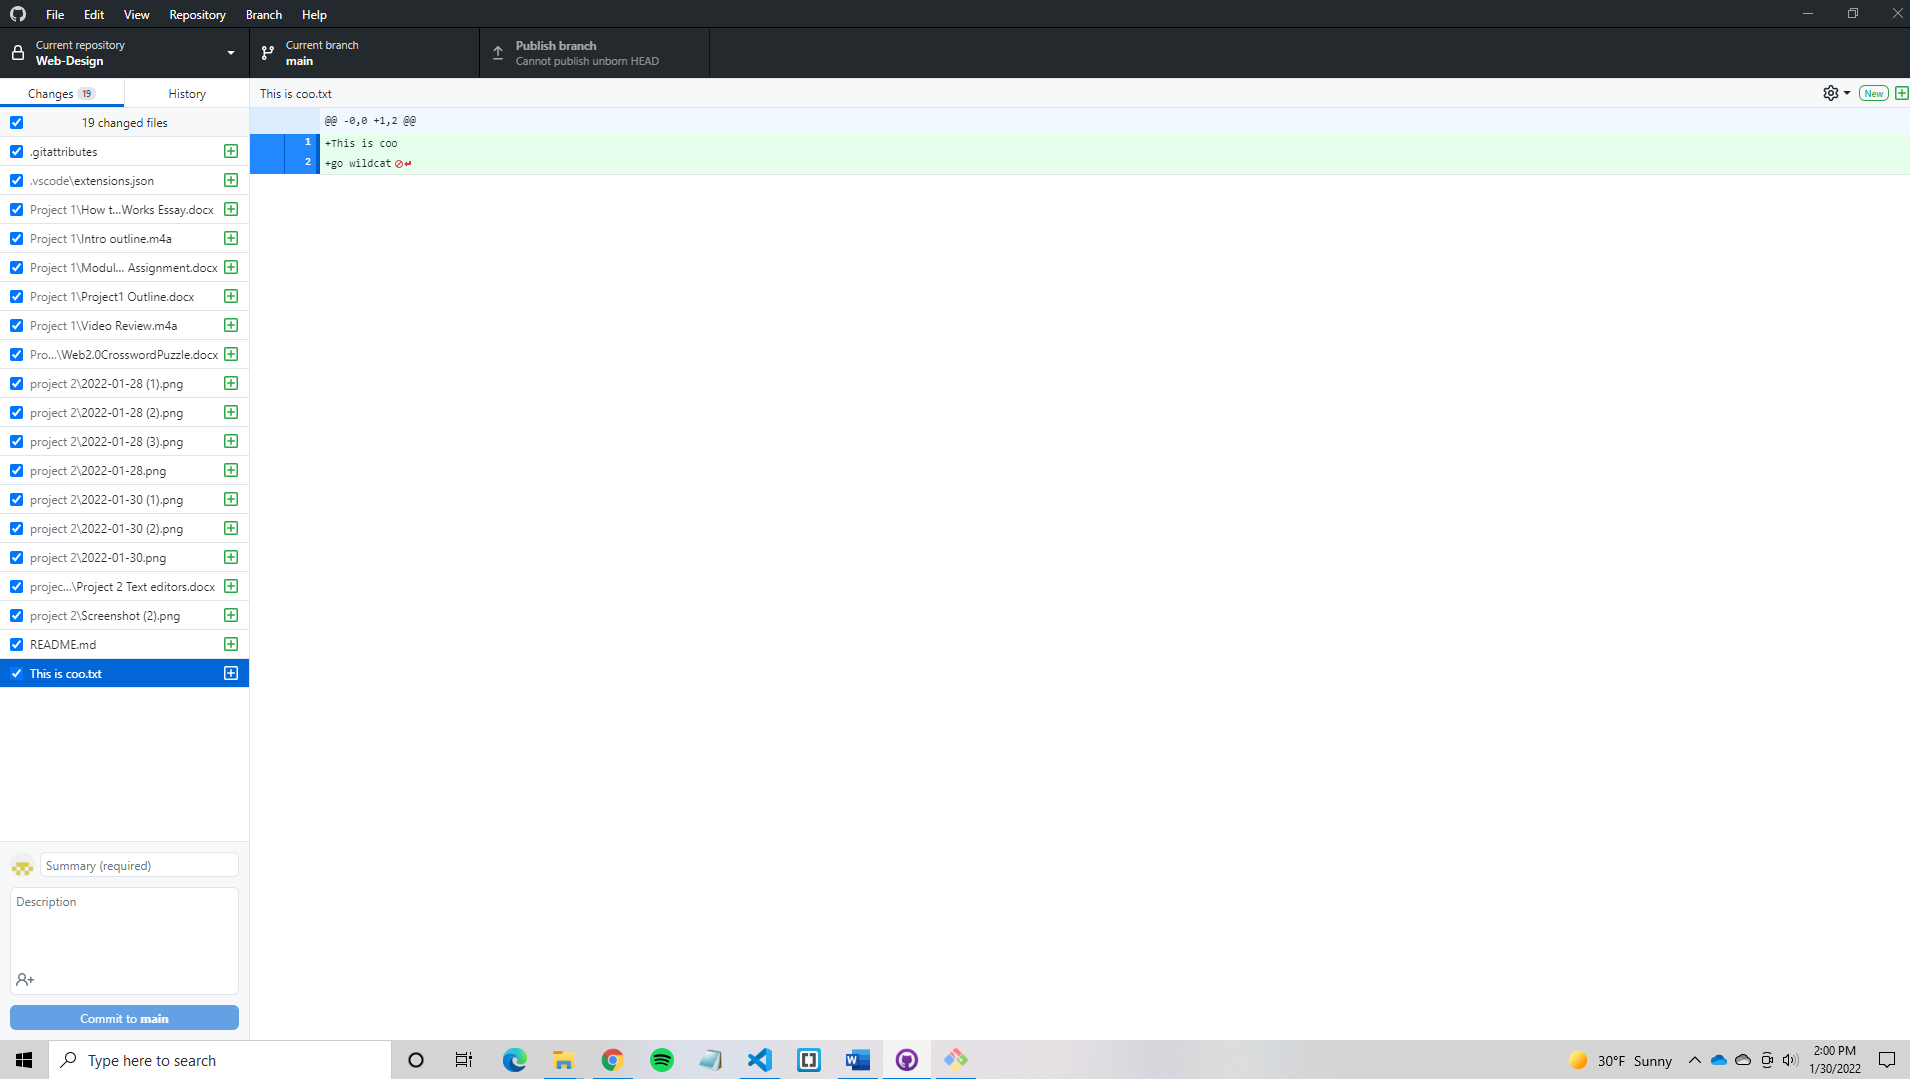 File Edit View Repository Branch Help
Current repository
Web-Design
Current branch
main
Publish branch
Cannot publish unborn HEAD
Changes 19
History
This is coo.txt
New
19 changed files
@@ -0,0 +1,2 @@
1 +This is coo
2 +go wildcat
.gitattributes
.vscode\extensions.json
Project 1\How t...Works Essay.docx
Project 1\Intro outline.m4a
Project 1\Modul... Assignment.docx
Project 1\Project1 Outline.docx
Project 1\Video Review.m4a
Pro...\Web2.0CrosswordPuzzle.docx
project 2\2022-01-28 (1).png
project 2\2022-01-28 (2).png
project 2\2022-01-28 (3).png
project 2\2022-01-28.png
project 2\2022-01-30 (1).png
project 2\2022-01-30 (2).png
project 2\2022-01-30.png
projec...\Project 2 Text editors.docx
project 2\Screenshot (2).png
README.md
This is coo.txt
Summary (required)
Description
Commit to main
Type here to search
30°F Sunny
2:00 PM
1/30/2022